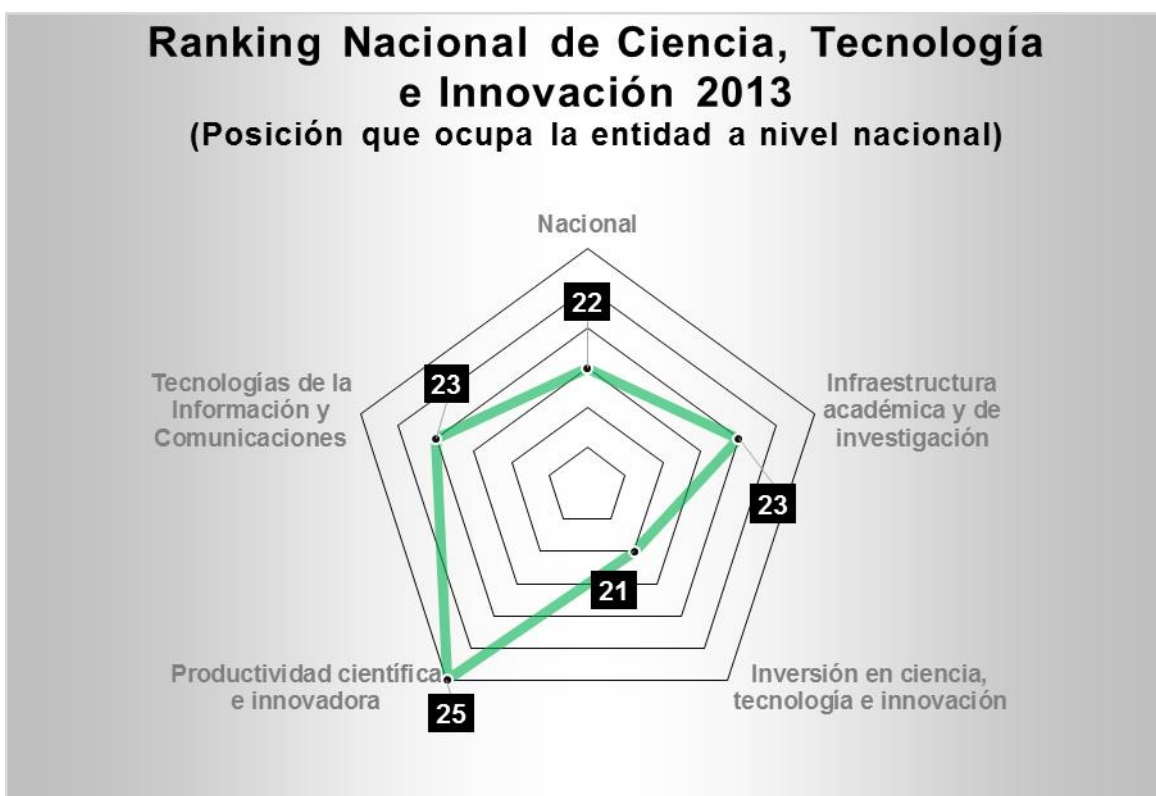 Ranking Nacional de Ciencia, Tecnología
e Innovación 2013
(Posición que ocupa la entidad a nivel nacional)
Nacional
22
Infraestructura
académica y de
investigación
23
Inversión en ciencia,
tecnología e innovación
21
Productividad científica
e innovadora
25
Tecnologías de la
Información y
Comunicaciones
23